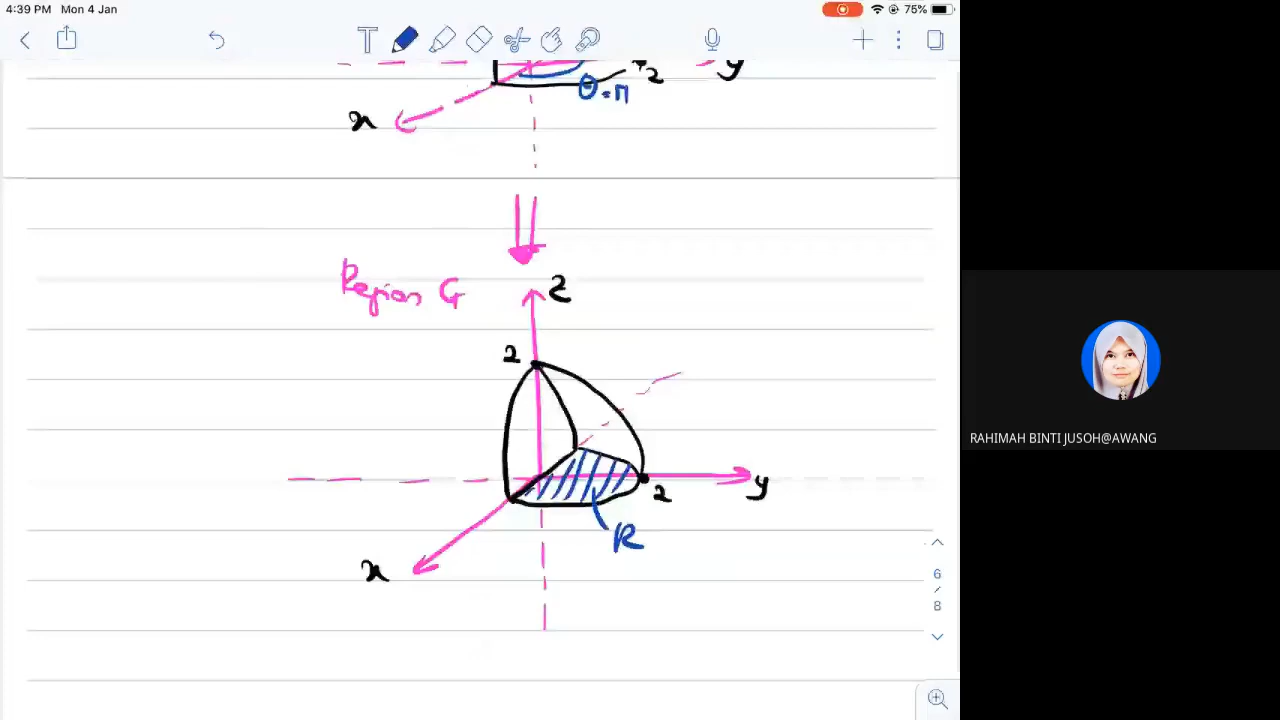 4:39 PM Mon 4 Jan
75%
T
2
y
θ=π
x
Region G
z
2
2
y
R
x
6
/
8
RAHIMAH BINTI JUSOH@AWANG